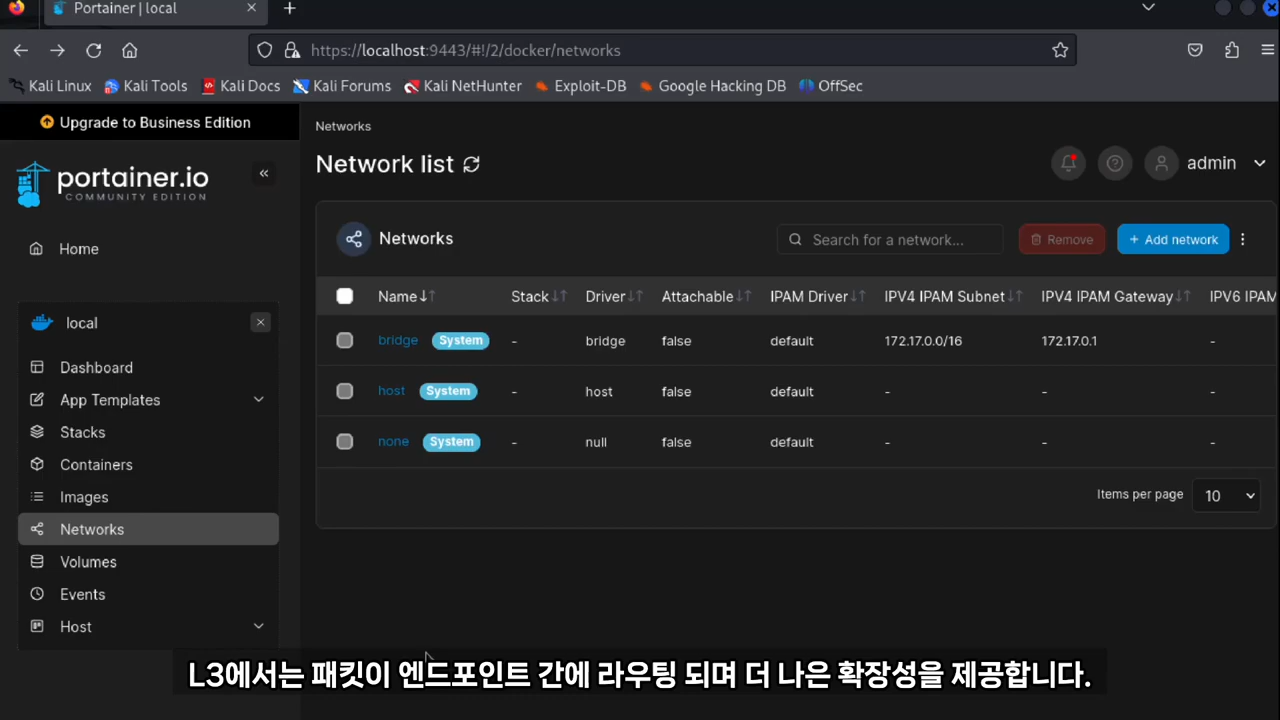 Portainer | local
https://localhost:9443/#!/2/docker/networks
Kali Linux Kali Tools Kali Docs Kali Forums Kali NetHunter Exploit-DB Google Hacking DB OffSec
Upgrade to Business Edition
portainer.io
COMMUNITY EDITION
Home
local
Dashboard
App Templates
Stacks
Containers
Images
Networks
Volumes
Events
Host
Networks
Network list
admin
Networks
Search for a network...
Remove
+ Add network
Name Stack Driver Attachable IPAM Driver IPV4 IPAM Subnet IPV4 IPAM Gateway IPV6 IPAM
bridge System - bridge false default 172.17.0.0/16 172.17.0.1 -
host System - host false default - - -
none System - null false default - - -
Items per page 10
L3에서는 패킷이 엔드포인트 간에 라우팅 되며 더 나은 확장성을 제공합니다.